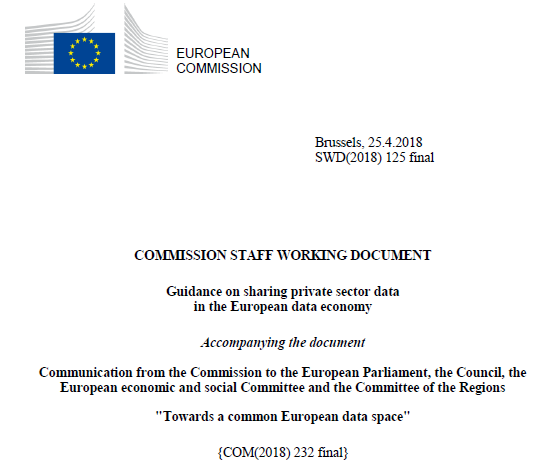 EUROPEAN
COMMISSION
Brussels, 25.4.2018
SWD(2018) 125 final
COMMISSION STAFF WORKING DOCUMENT
Guidance on sharing private sector data
in the European data economy
Accompanying the document
Communication from the Commission to the European Parliament, the Council, the
European economic and social Committee and the Committee of the Regions
"Towards a common European data space"
{COM(2018) 232 final}